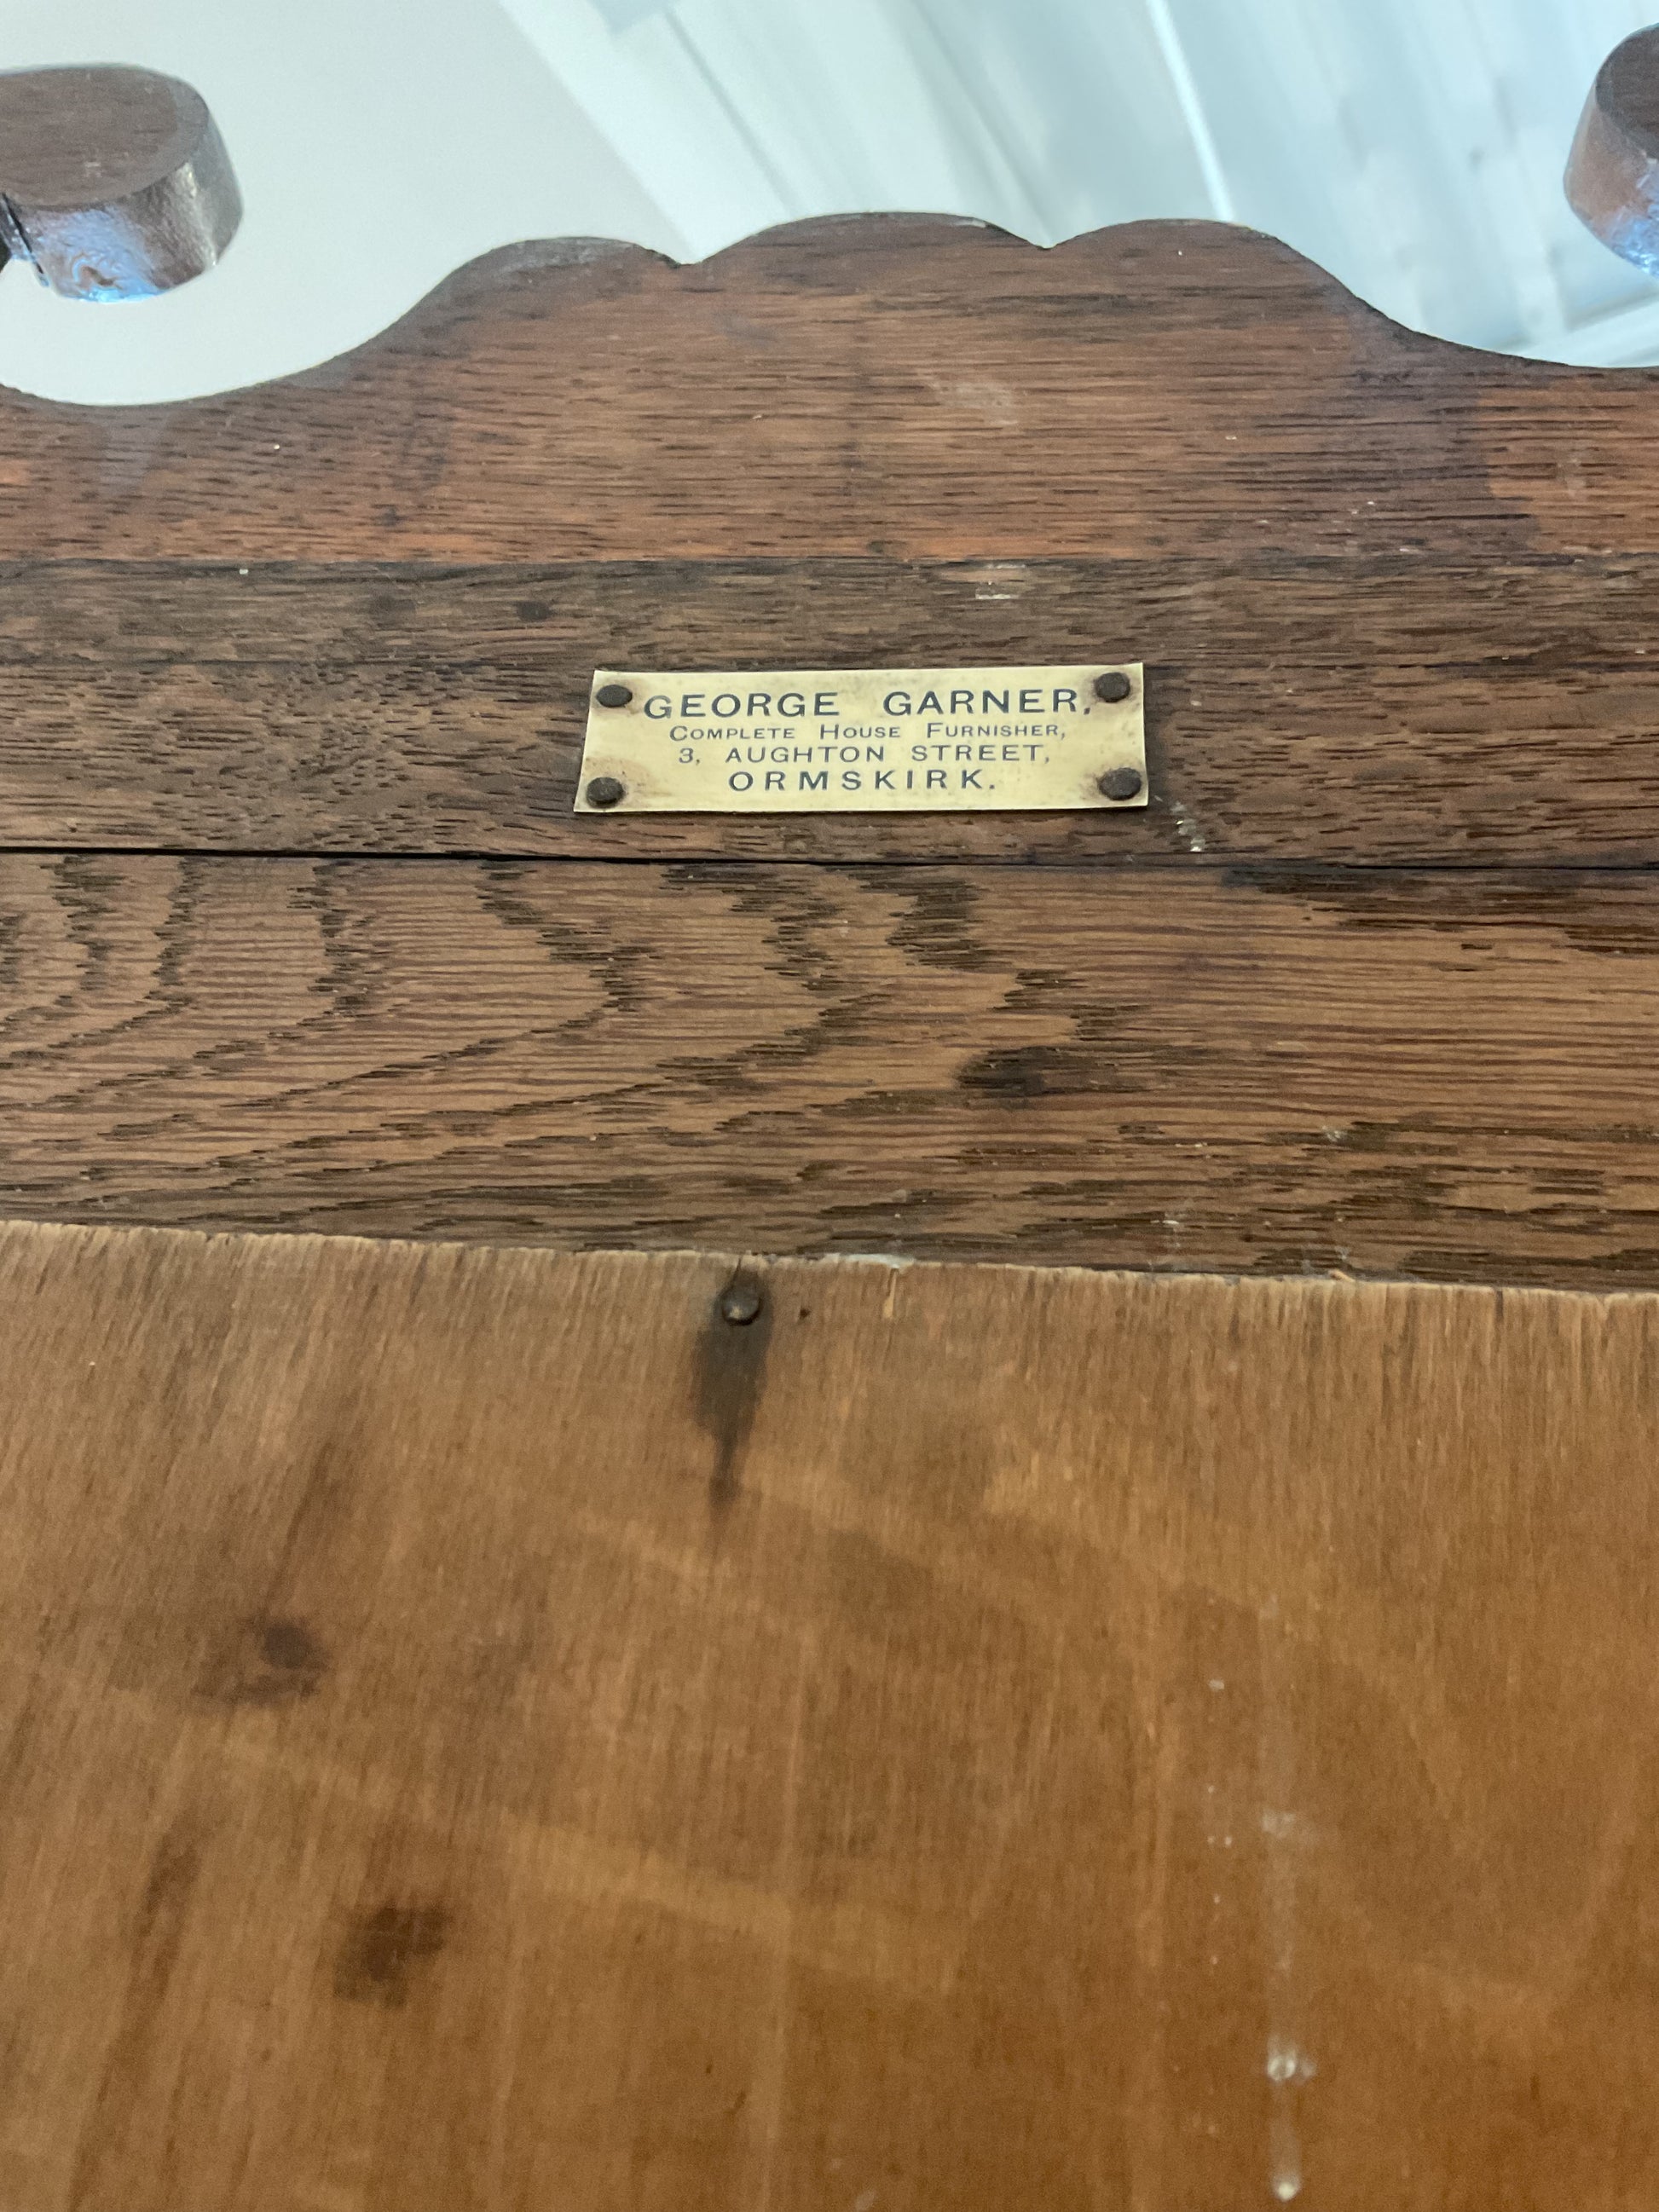 GEORGE GARNER,
COMPLETE HOUSE FURNISHER,
3, AUGHTON STREET,
ORMSKIRK.